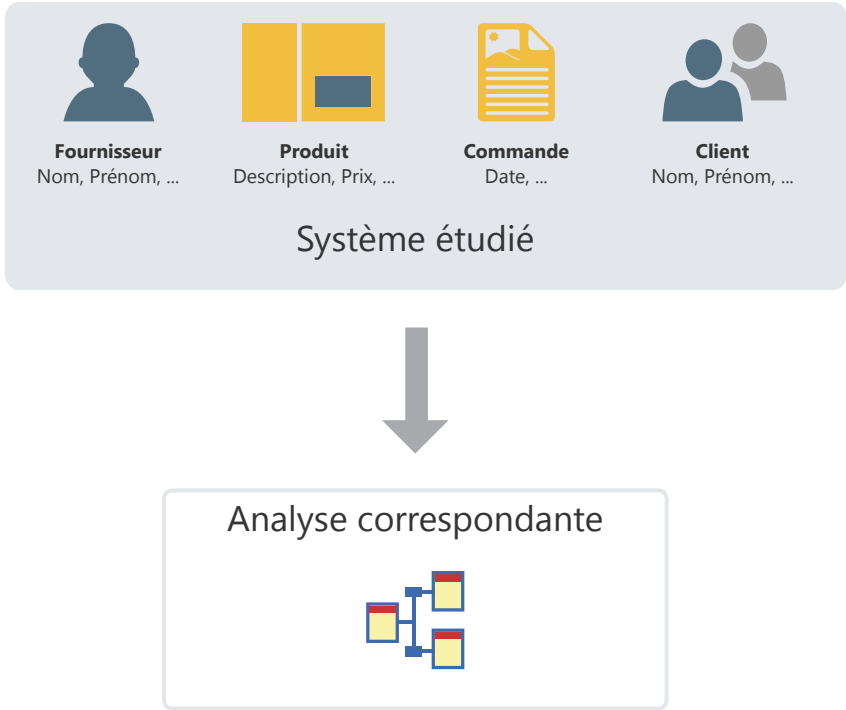 Fournisseur
Nom, Prénom, ...
Produit
Description, Prix, ...
Commande
Date, ...
Client
Nom, Prénom, ...
Système étudié
Analyse correspondante